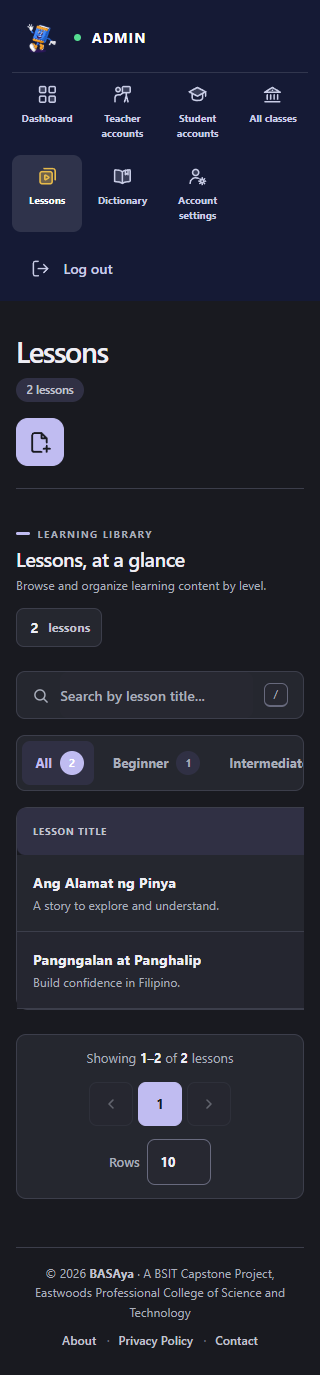 ADMIN
Dashboard
Teacher accounts
Student accounts
All classes
Lessons
Dictionary
Account settings
Log out
Lessons
2 lessons
LEARNING LIBRARY
Lessons, at a glance
Browse and organize learning content by level.
2 lessons
Search by lesson title... /
All 2 Beginner 1 Intermediat
LESSON TITLE
Ang Alamat ng Pinya
A story to explore and understand.
Pangngalan at Panghalip
Build confidence in Filipino.
Showing 1–2 of 2 lessons
1
Rows 10
© 2026 BASAya · A BSIT Capstone Project,
Eastwoods Professional College of Science and
Technology
About · Privacy Policy · Contact